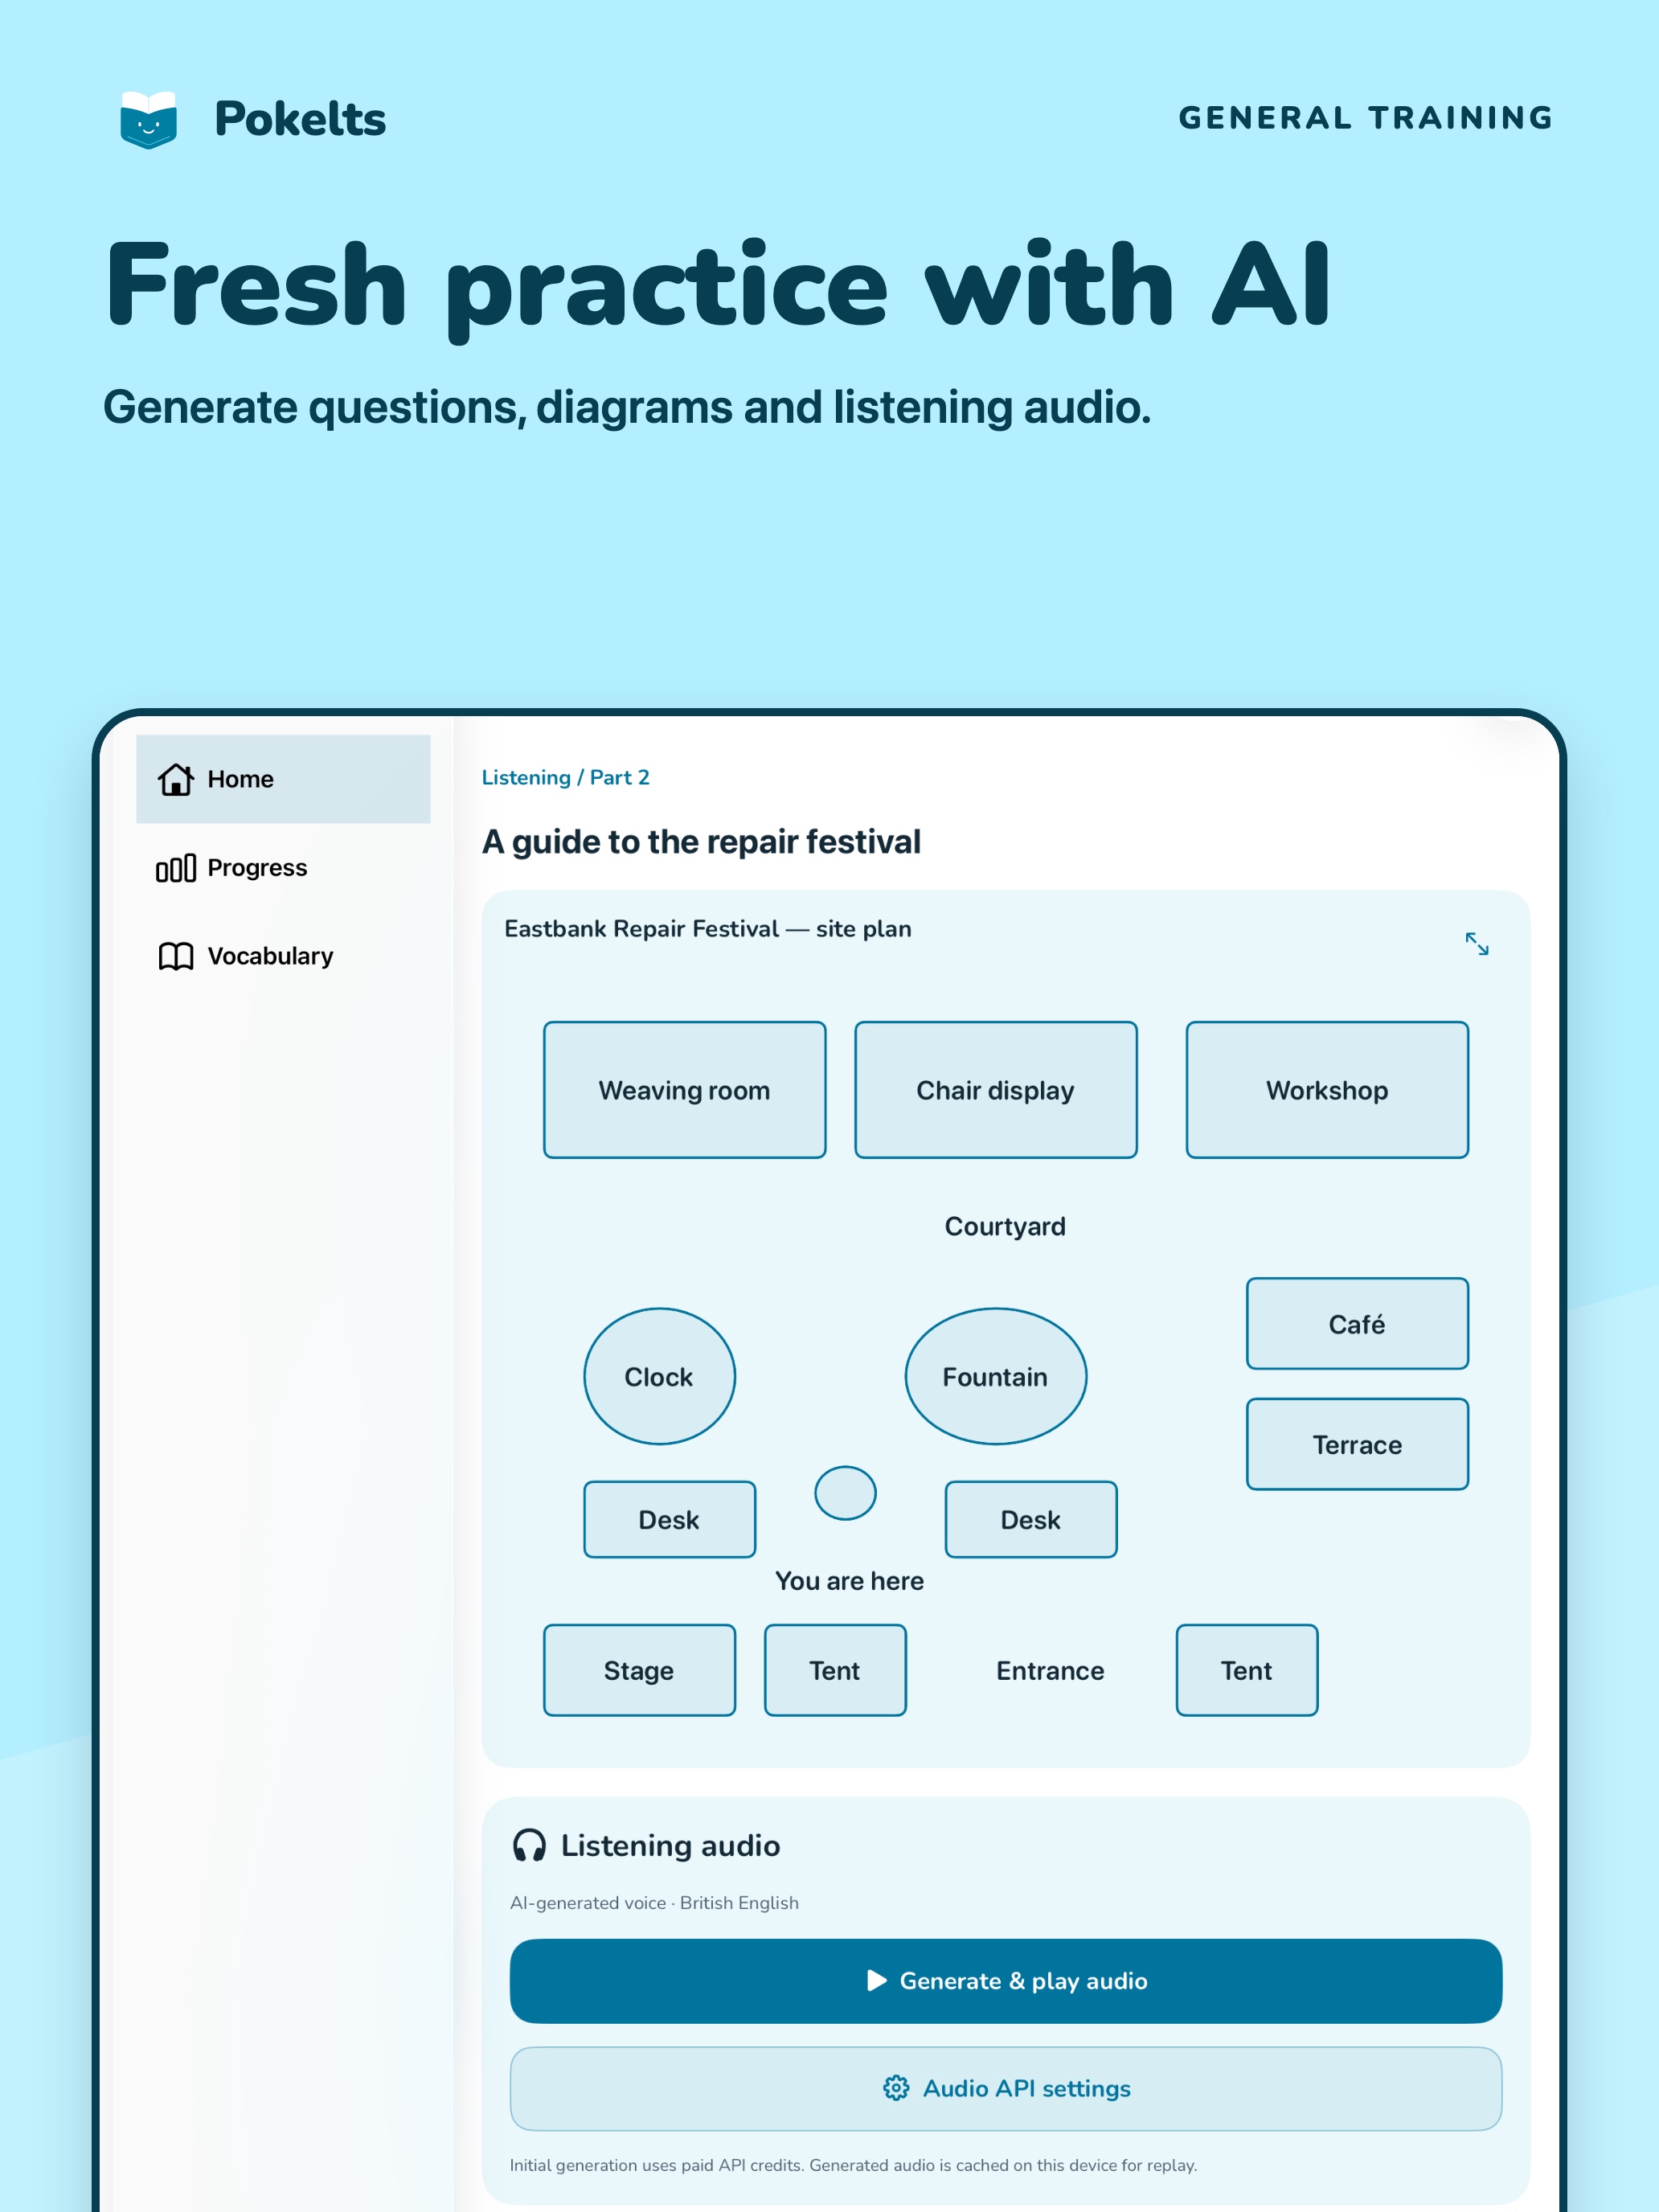 Pokelts
GENERAL TRAINING
Fresh practice with AI
Generate questions, diagrams and listening audio.
Home
Progress
Vocabulary
Listening / Part 2
A guide to the repair festival
Eastbank Repair Festival — site plan
Weaving room
Chair display
Workshop
Courtyard
Café
Clock
Fountain
Terrace
Desk
Desk
You are here
Stage
Tent
Entrance
Tent
Listening audio
AI-generated voice · British English
Generate & play audio
Audio API settings
Initial generation uses paid API credits. Generated audio is cached on this device for replay.